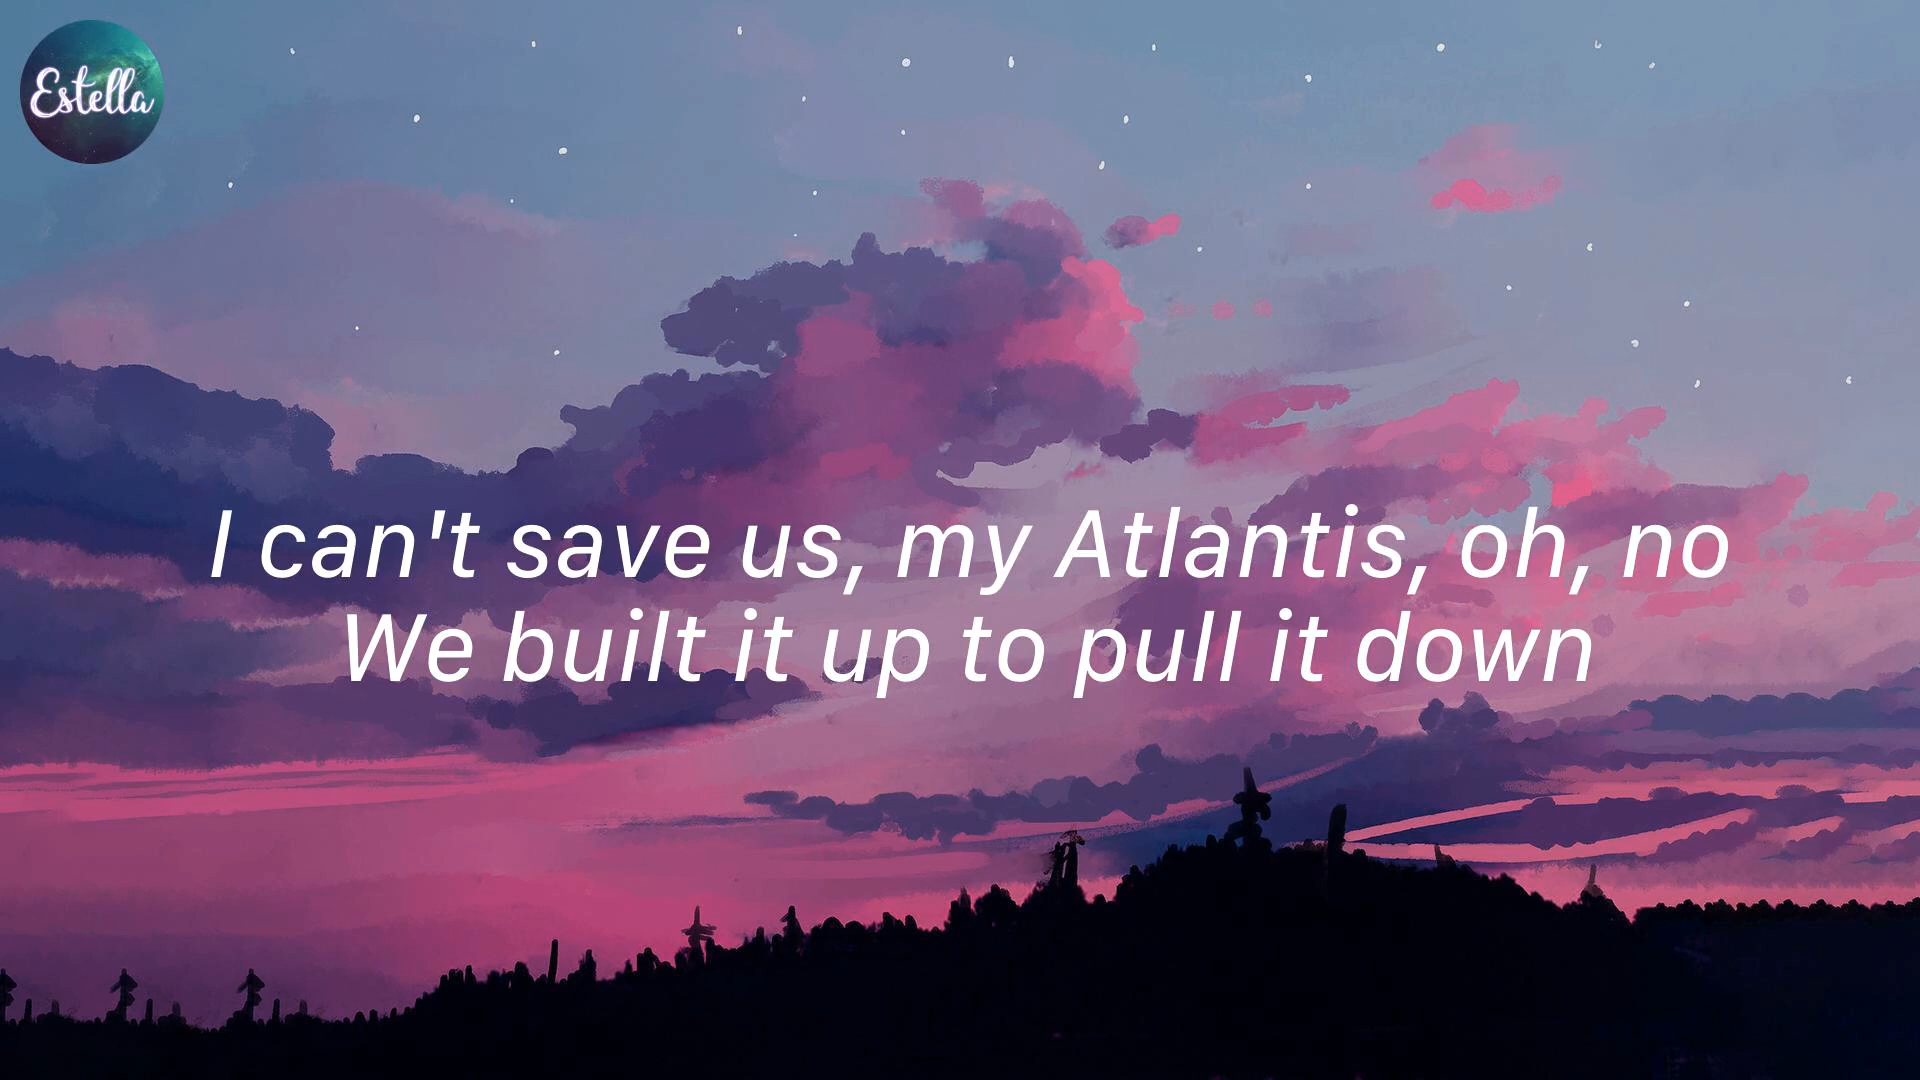 Estella
I can't save us, my Atlantis, oh, no
We built it up to pull it down